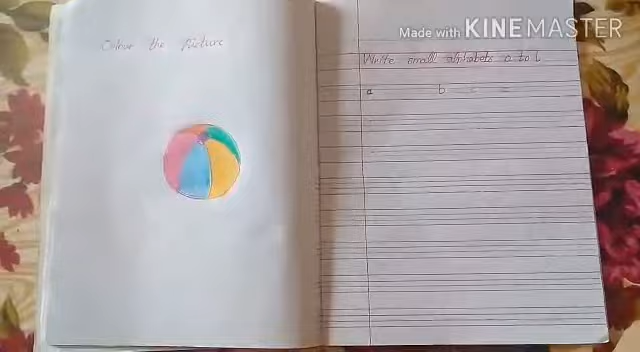 Colour the Picture
Made with KINEMASTER
Write small alphabets a to l
a b c